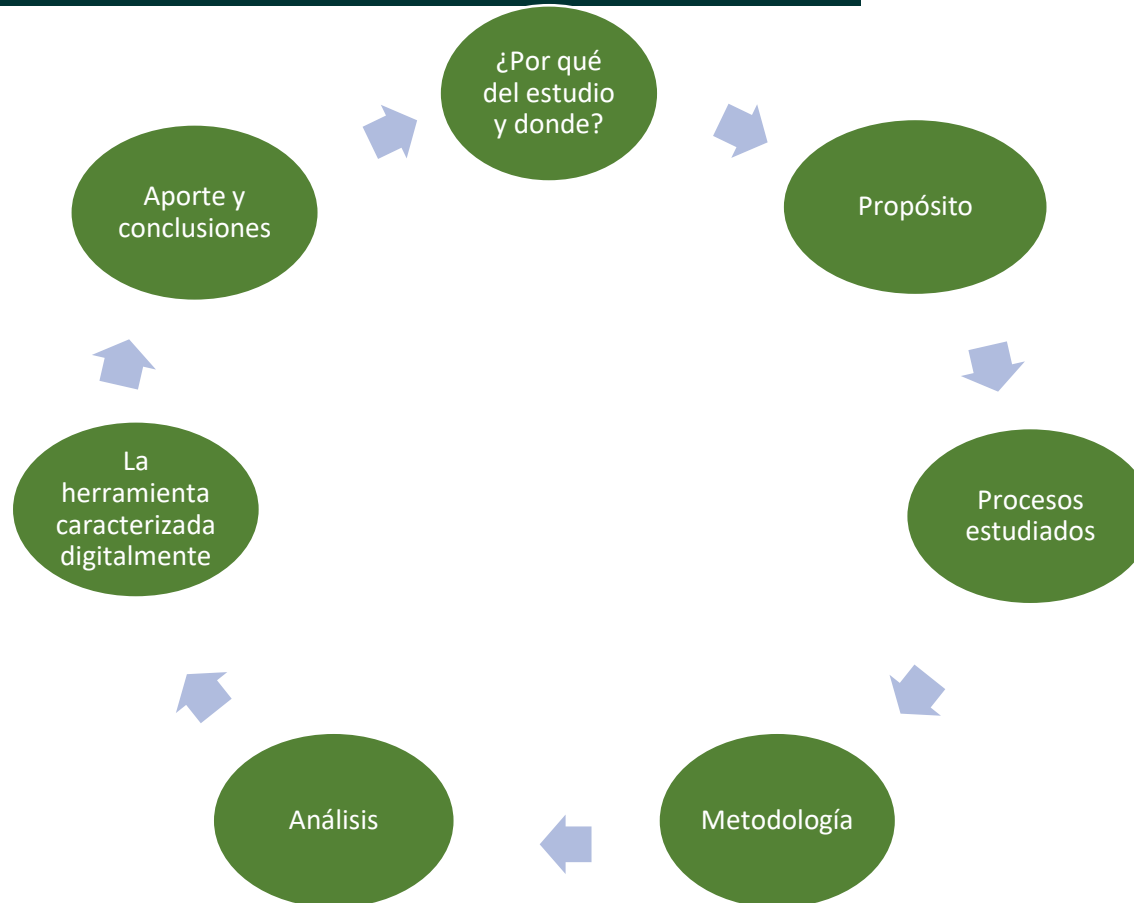 ¿Por qué
del estudio
y donde?
Propósito
Procesos
estudiados
Metodología
Análisis
La
herramienta
caracterizada
digitalmente
Aporte y
conclusiones